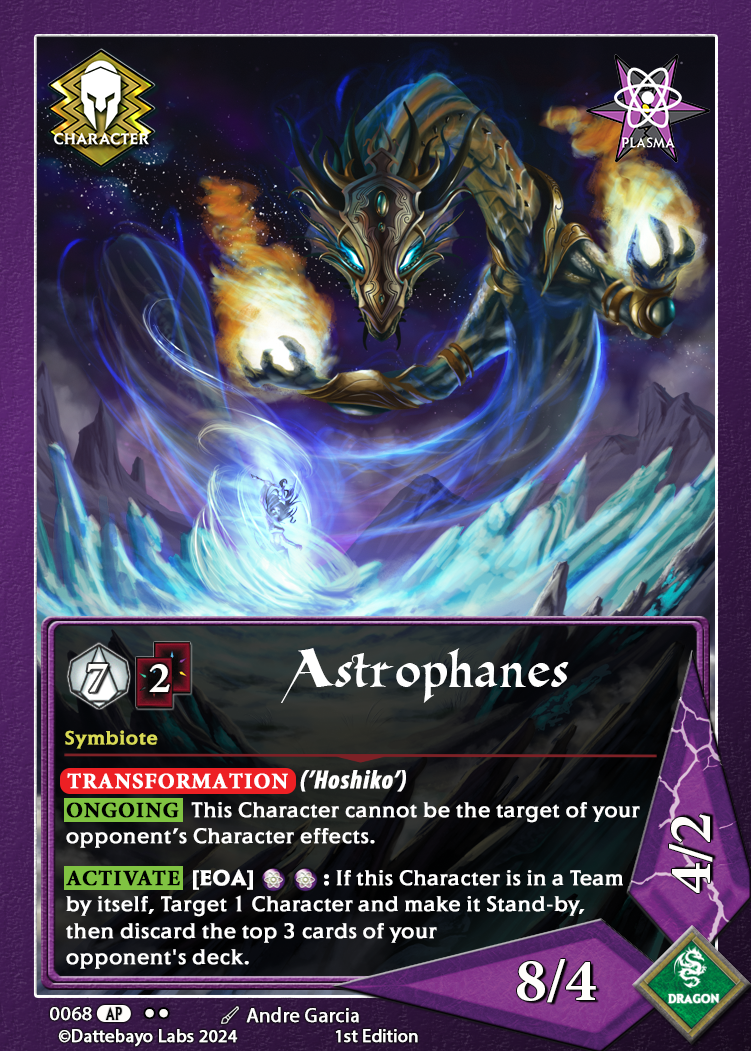 CHARACTER
PLASMA
7 2 Astrophanes
Symbiote
TRANSFORMATION ('Hoshiko')
ONGOING This Character cannot be the target of your
opponent’s Character effects.
ACTIVATE [EOA] : If this Character is in a Team
by itself, Target 1 Character and make it Stand-by,
then discard the top 3 cards of your
opponent's deck.
4/2
8/4
DRAGON
0068 AP •• Andre Garcia
©Dattebayo Labs 2024 1st Edition